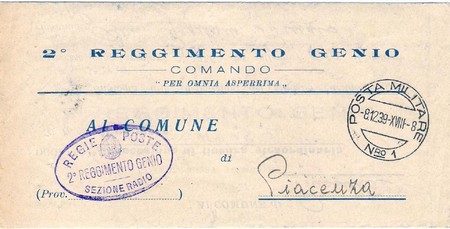 2° REGGIMENTO GENIO
COMANDO
"PER OMNIA ASPERRIMA„
POSTA MILITARE
-8.12.39-XVIII-8
N.o 1
AL COMUNE
REGIE POSTE
2° REGGIMENTO GENIO
SEZIONE RADIO
di
(Prov.
Piacenza